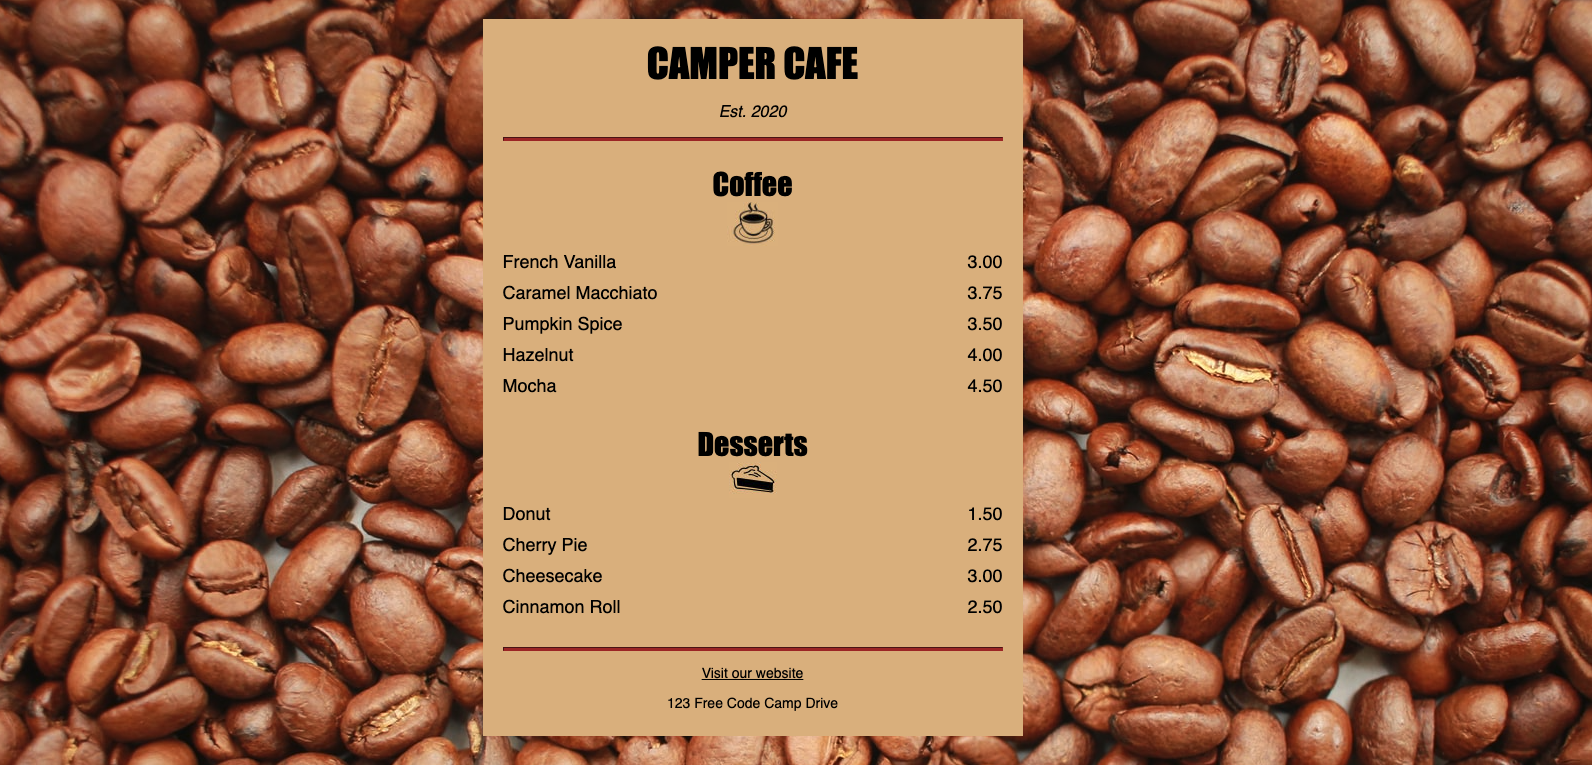 CAMPER CAFE
Est. 2020
Coffee
French Vanilla 3.00
Caramel Macchiato 3.75
Pumpkin Spice 3.50
Hazelnut 4.00
Mocha 4.50
Desserts
Donut 1.50
Cherry Pie 2.75
Cheesecake 3.00
Cinnamon Roll 2.50
Visit our website
123 Free Code Camp Drive